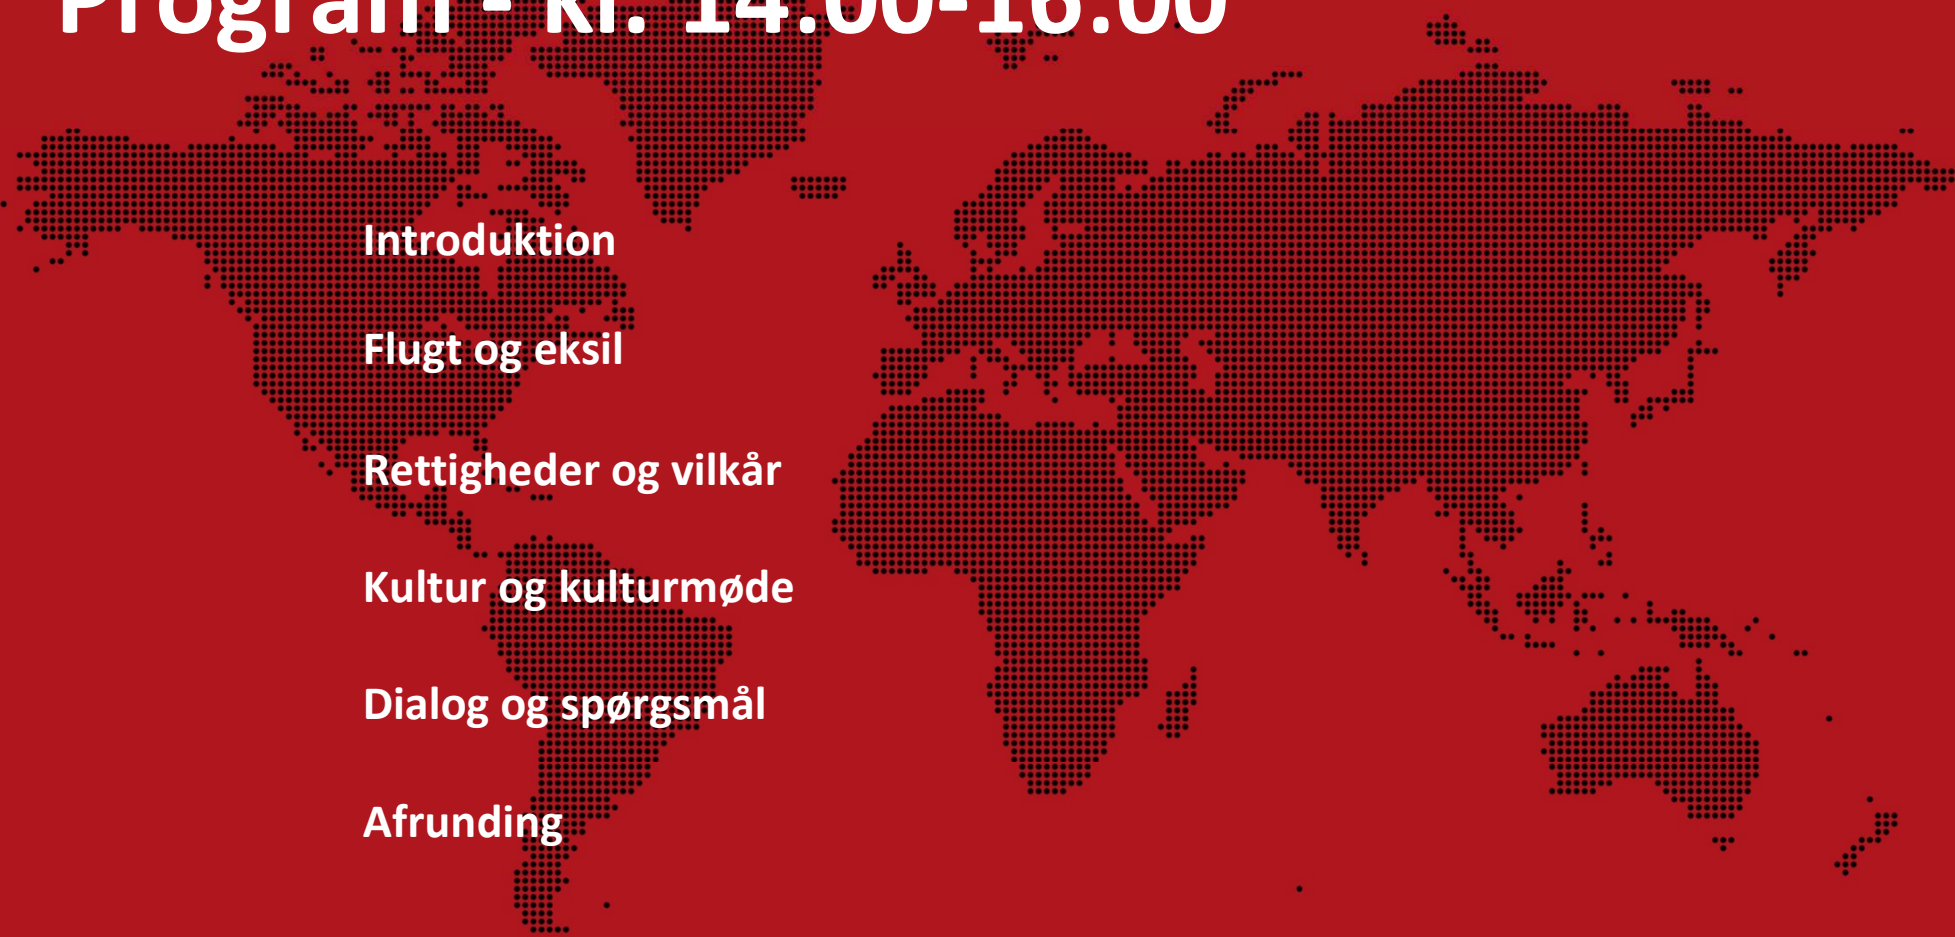 Program - kl. 14.00-16.00
Introduktion
Flugt og eksil
Rettigheder og vilkår
Kultur og kulturmøde
Dialog og spørgsmål
Afrunding